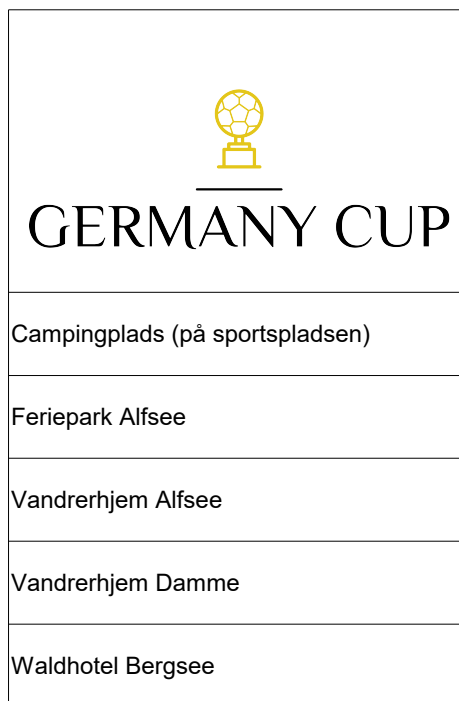 GERMANY CUP
Campingplads (på sportspladsen)
Feriepark Alfsee
Vandrerhjem Alfsee
Vandrerhjem Damme
Waldhotel Bergsee